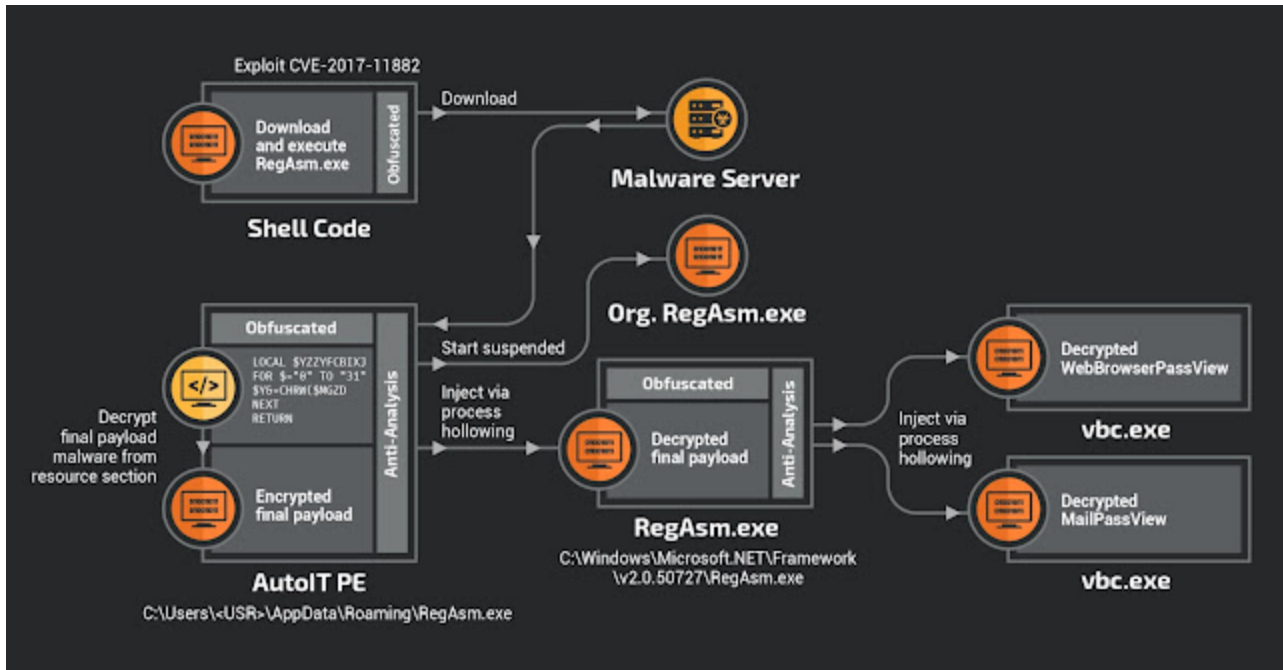 Exploit CVE-2017-11882
Download
and execute
RegAsm.exe
Obfuscated
Shell Code
Download
Malware Server
Org. RegAsm.exe
Start suspended
Obfuscated
LOCAL $YZZYFCBIXJ
FOR $="0" TO "31"
$Y6=CHRW($MGZD
NEXT
RETURN
Anti-Analysis
Decrypt
final payload
malware from
resource section
Encrypted
final payload
AutoIT PE
C:\Users\<USR>\AppData\Roaming\RegAsm.exe
Inject via
process
hollowing
Obfuscated
Decrypted
final payload
Anti-Analysis
RegAsm.exe
C:\Windows\Microsoft.NET\Framework
\v2.0.50727\RegAsm.exe
Inject via
process
hollowing
Decrypted
WebBrowserPassView
vbc.exe
Decrypted
MailPassView
vbc.exe